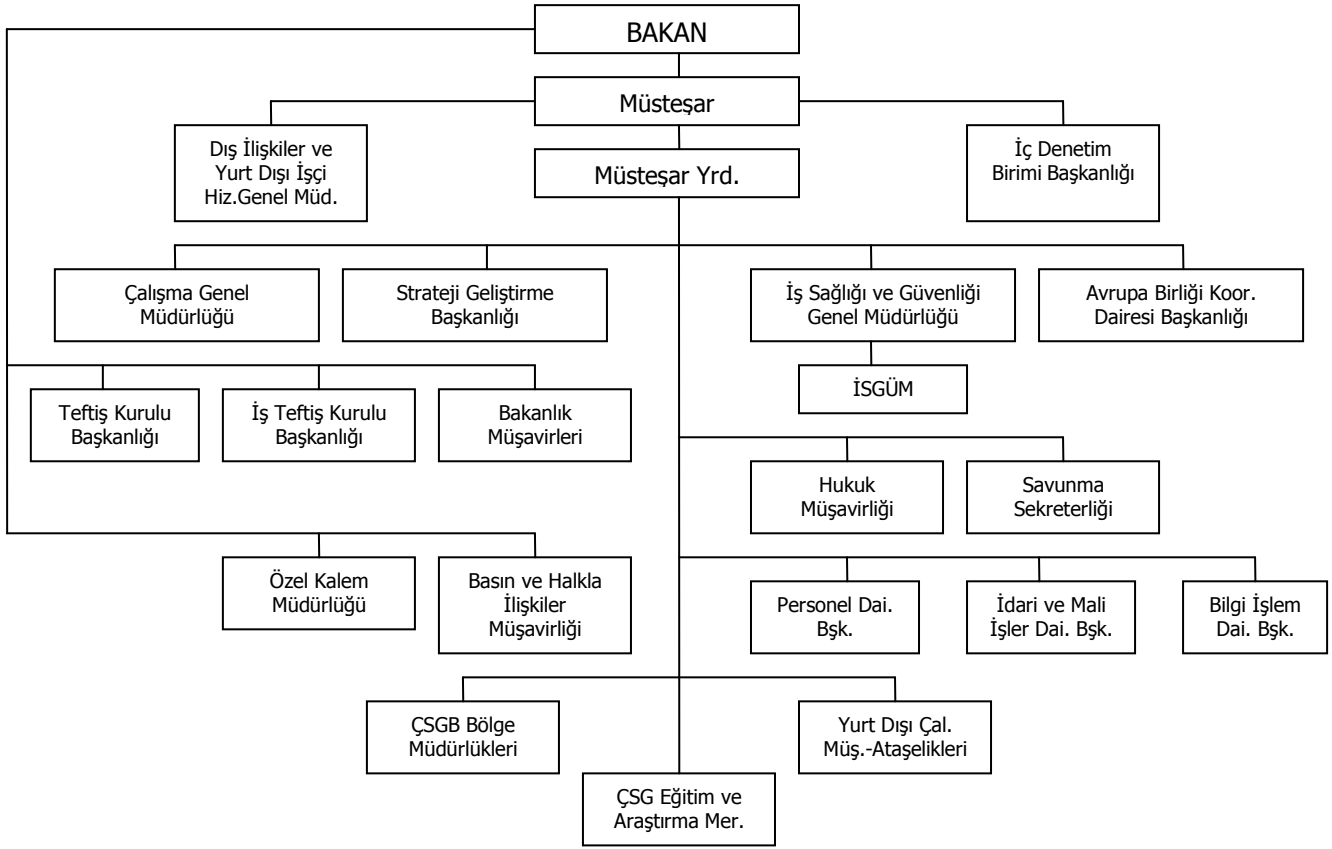 BAKAN
Müsteşar
Dış İlişkiler ve
Yurt Dışı İşçi
Hiz.Genel Müd.
Müsteşar Yrd.
İç Denetim
Birimi Başkanlığı
Çalışma Genel
Müdürlüğü
Strateji Geliştirme
Başkanlığı
İş Sağlığı ve Güvenliği
Genel Müdürlüğü
Avrupa Birliği Koor.
Dairesi Başkanlığı
İSGÜM
Teftiş Kurulu
Başkanlığı
İş Teftiş Kurulu
Başkanlığı
Bakanlık
Müşavirleri
Hukuk
Müşavirliği
Savunma
Sekreterliği
Özel Kalem
Müdürlüğü
Basın ve Halkla
İlişkiler
Müşavirliği
Personel Dai.
Bşk.
İdari ve Mali
İşler Dai. Bşk.
Bilgi İşlem
Dai. Bşk.
ÇSGB Bölge
Müdürlükleri
Yurt Dışı Çal.
Müş.-Ataşelikleri
ÇSG Eğitim ve
Araştırma Mer.